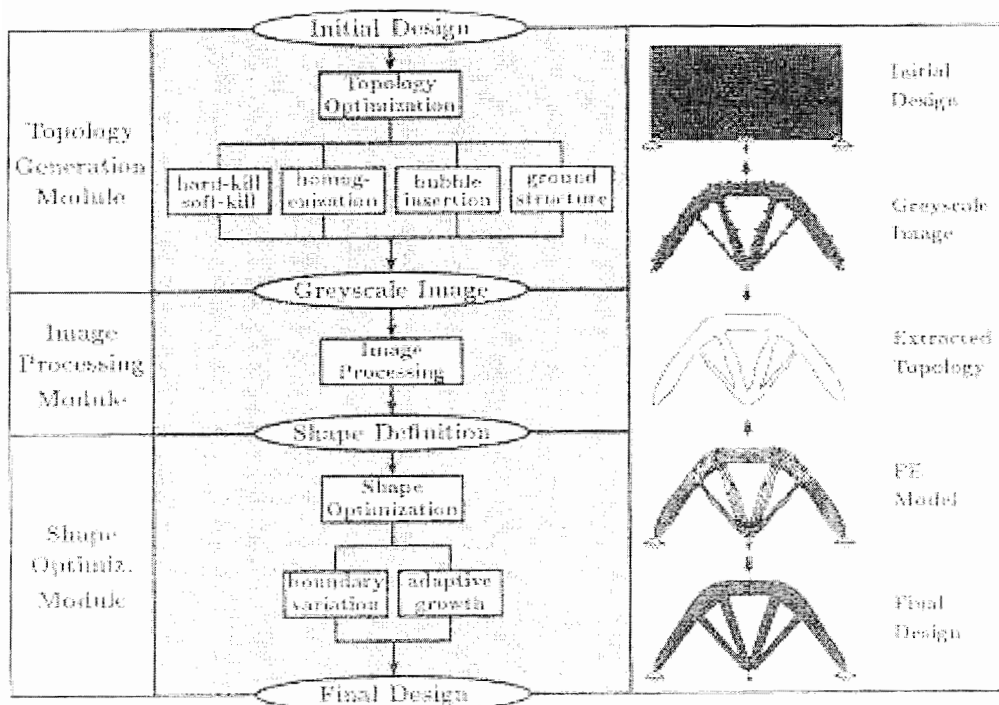 Initial Design
Topology
Optimization
Topology
Generation
Module
hard-kill
soft-kill
homog-
enization
bubble
insertion
ground
structure
Greyscale Image
Image
Processing
Module
Image
Processing
Shape Definition
Shape
Optimization
Shape
Optimiz.
Module
boundary
variation
adaptive
growth
Final Design
Initial
Design
Greyscale
Image
Extracted
Topology
FE
Model
Final
Design